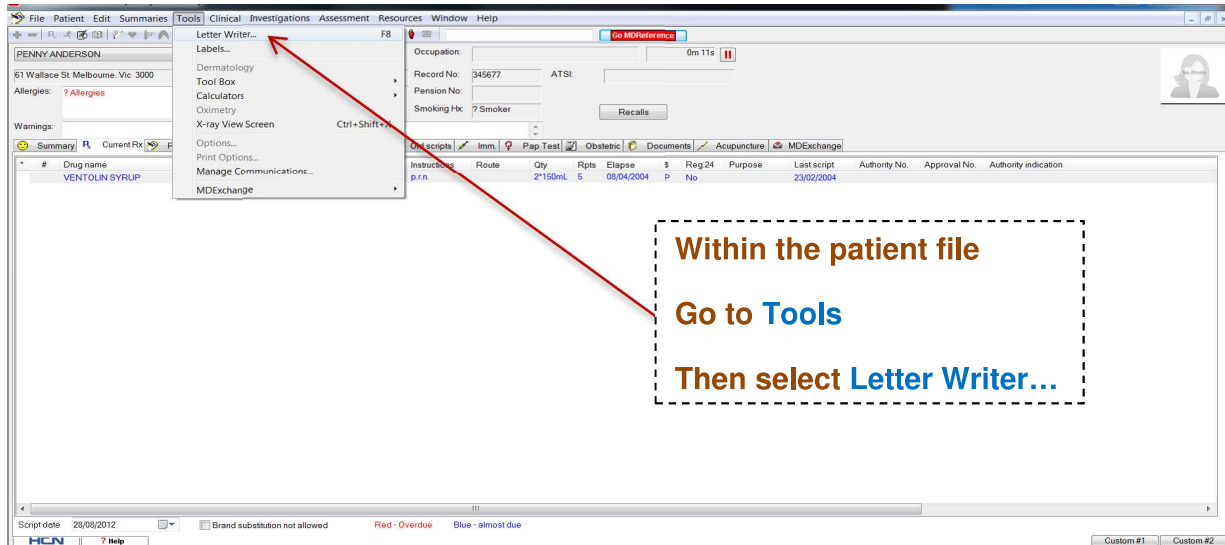 File Patient Edit Summaries Tools Clinical Investigations Assessment Resources Window Help
Letter Writer... F8
Go MDReference
Labels...
PENNY ANDERSON
Occupation:
0m 11s
Dermatology
61 Wallace St. Melbourne. Vic 3000
Record No: 345677 ATSI:
No Photo
Tool Box
Allergies: ? Allergies
Pension No:
Calculators
Oximetry
Smoking Hx: ? Smoker
Recalls
X-ray View Screen Ctrl+Shift+X
Warnings:
Options...
Summary Rx Current Rx P
Old scripts Imm. Pap Test Obstetric Documents Acupuncture MDExchange
Print Options...
* # Drug name
Instructions Route Qty Rpts Elapse $ Reg.24 Purpose Last script Authority No. Approval No. Authority indication
Manage Communications...
VENTOLIN SYRUP
p.r.n. 2*150mL 5 08/04/2004 P No 23/02/2004
MDExchange
Within the patient file
Go to Tools
Then select Letter Writer…
Script date 28/08/2012 Brand substitution not allowed Red - Overdue Blue - almost due
HCN ? Help
Custom #1 Custom #2